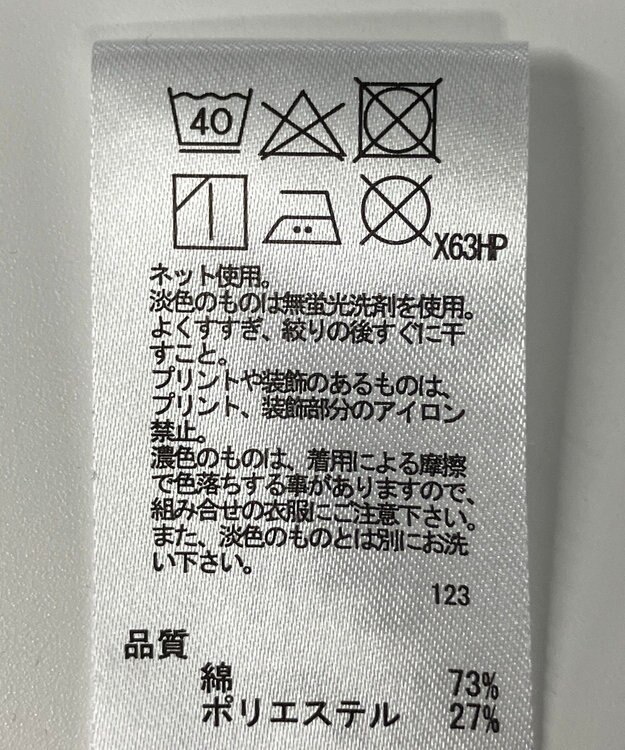 40
X63HP
ネット使用。
淡色のものは無蛍光洗剤を使用。
よくすすぎ、絞りの後すぐに干
すこと。
プリントや装飾のあるものは、
プリント、装飾部分のアイロン
禁止。
濃色のものは、着用による摩擦
で色落ちする事がありますので、
組み合せの衣服にご注意下さい。
また、淡色のものとは別にお洗
い下さい。
123
品質
綿 73%
ポリエステル 27%